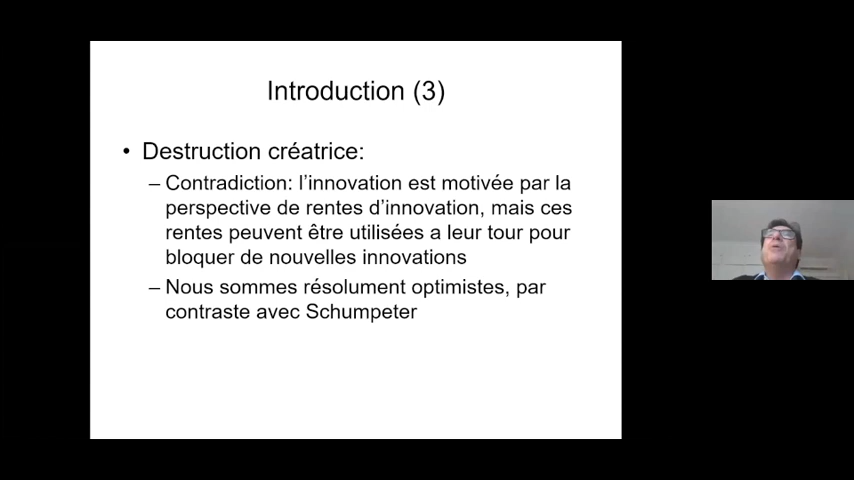 Introduction (3)
• Destruction créatrice:
– Contradiction: l'innovation est motivée par la
perspective de rentes d'innovation, mais ces
rentes peuvent être utilisées a leur tour pour
bloquer de nouvelles innovations
– Nous sommes résolument optimistes, par
contraste avec Schumpeter